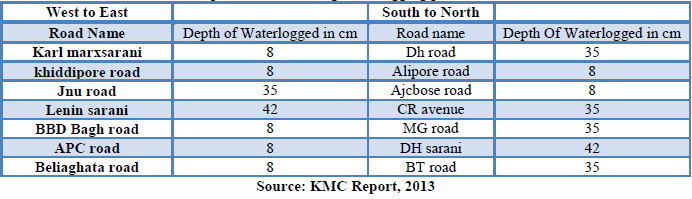 West to East South to North
Road Name Depth of Waterlogged in cm Road name Depth Of Waterlogged in cm
Karl marxsarani 8 Dh road 35
khiddipore road 8 Alipore road 8
Jnu road 35 Ajcbose road 8
Lenin sarani 42 CR avenue 35
BBD Bagh road 8 MG road 35
APC road 8 DH sarani 42
Beliaghata road 8 BT road 35
Source: KMC Report, 2013